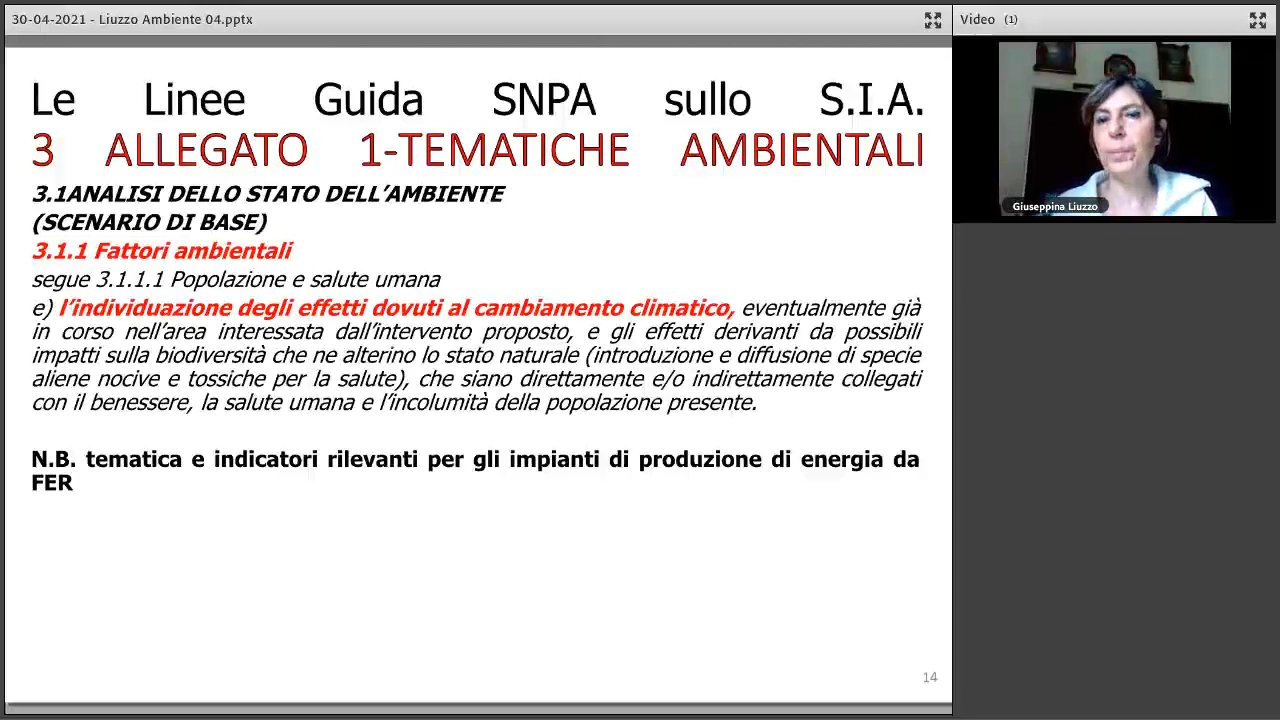 30-04-2021 - Liuzzo Ambiente 04.pptx
Video (1)
Le Linee Guida SNPA sullo S.I.A.
3 ALLEGATO 1-TEMATICHE AMBIENTALI
3.1ANALISI DELLO STATO DELL’AMBIENTE
(SCENARIO DI BASE)
3.1.1 Fattori ambientali
segue 3.1.1.1 Popolazione e salute umana
e) l’individuazione degli effetti dovuti al cambiamento climatico, eventualmente già
in corso nell’area interessata dall’intervento proposto, e gli effetti derivanti da possibili
impatti sulla biodiversità che ne alterino lo stato naturale (introduzione e diffusione di specie
aliene nocive e tossiche per la salute), che siano direttamente e/o indirettamente collegati
con il benessere, la salute umana e l’incolumità della popolazione presente.
N.B. tematica e indicatori rilevanti per gli impianti di produzione di energia da
FER
14
Giuseppina Liuzzo